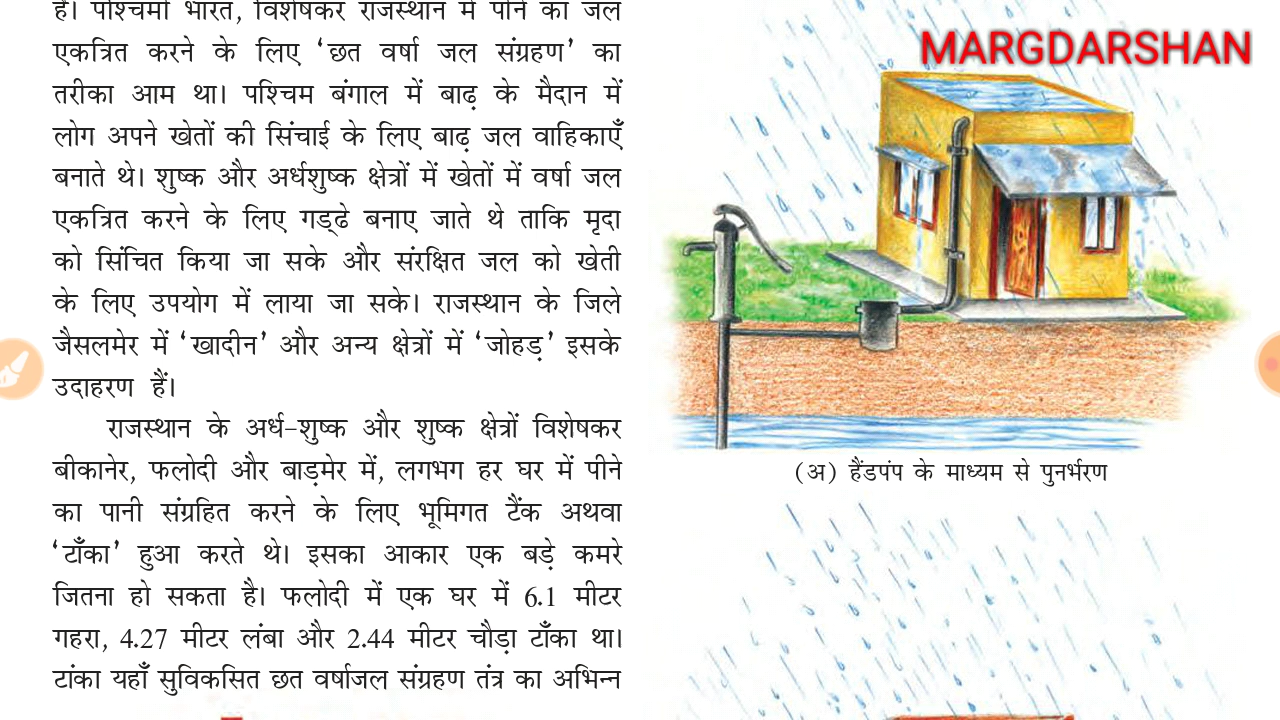 हैं। पश्चिमी भारत, विशेषकर राजस्थान में पीने का जल
एकत्रित करने के लिए ‘छत वर्षा जल संग्रहण’ का
तरीका आम था। पश्चिम बंगाल में बाढ़ के मैदान में
लोग अपने खेतों की सिंचाई के लिए बाढ़ जल वाहिकाएँ
बनाते थे। शुष्क और अर्धशुष्क क्षेत्रों में खेतों में वर्षा जल
एकत्रित करने के लिए गड्ढे बनाए जाते थे ताकि मृदा
को सिंचित किया जा सके और संरक्षित जल को खेती
के लिए उपयोग में लाया जा सके। राजस्थान के जिले
जैसलमेर में ‘खादीन’ और अन्य क्षेत्रों में ‘जोहड़’ इसके
उदाहरण हैं।
राजस्थान के अर्ध-शुष्क और शुष्क क्षेत्रों विशेषकर
बीकानेर, फलोदी और बाड़मेर में, लगभग हर घर में पीने
का पानी संग्रहित करने के लिए भूमिगत टैंक अथवा
‘टाँका’ हुआ करते थे। इसका आकार एक बड़े कमरे
जितना हो सकता है। फलोदी में एक घर में 6.1 मीटर
गहरा, 4.27 मीटर लंबा और 2.44 मीटर चौड़ा टाँका था।
टांका यहाँ सुविकसित छत वर्षाजल संग्रहण तंत्र का अभिन्न
MARGDARSHAN
(अ) हैंडपंप के माध्यम से पुनर्भरण